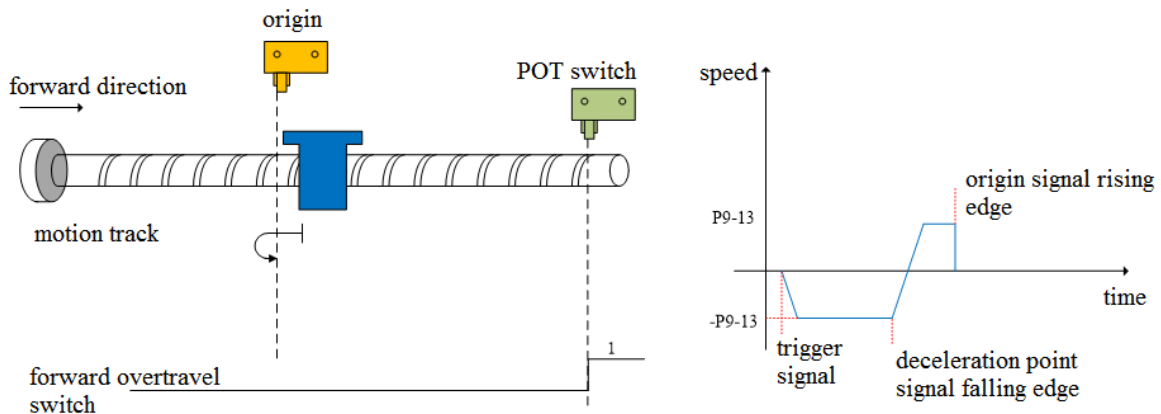 origin
POT switch
forward direction
motion track
1
forward overtravel
switch
speed
origin signal rising
edge
P9-13
time
-P9-13
trigger
signal
deceleration point
signal falling edge